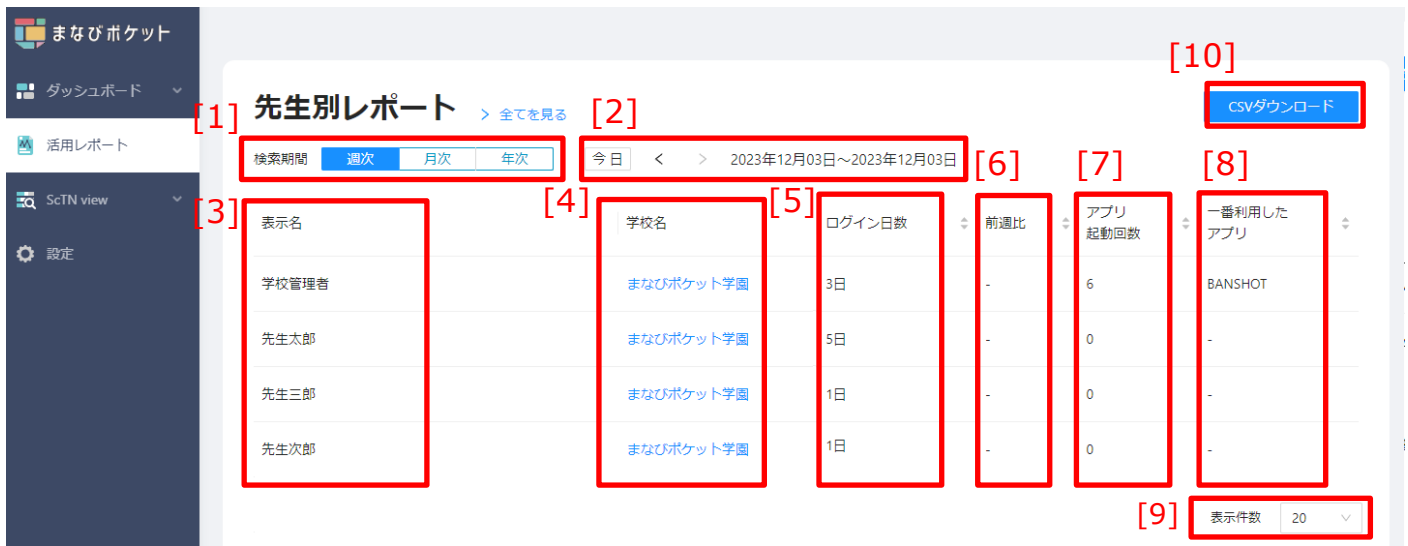 まなびポケット
ダッシュボード
活用レポート
ScTN view
設定
[10]
CSVダウンロード
先生別レポート > 全てを見る
[1]
検索期間 週次 月次 年次
[2]
今日 < > 2023年12月03日～2023年12月03日
[3] [4] [5] [6] [7] [8]
表示名 学校名 ログイン日数 前週比 アプリ起動回数 一番利用したアプリ
学校管理者 まなびポケット学園 3日 - 6 BANSHOT
先生太郎 まなびポケット学園 5日 - 0 -
先生三郎 まなびポケット学園 1日 - 0 -
先生次郎 まなびポケット学園 1日 - 0 -
[9]
表示件数 20